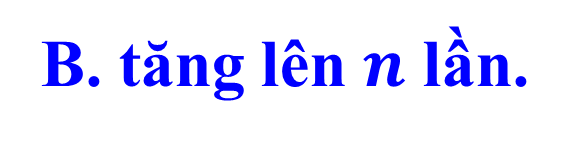 B. tăng lên n lần.